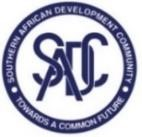 SOUTHERN AFRICAN DEVELOPMENT COMMUNITY
SADC
TOWARDS A COMMON FUTURE